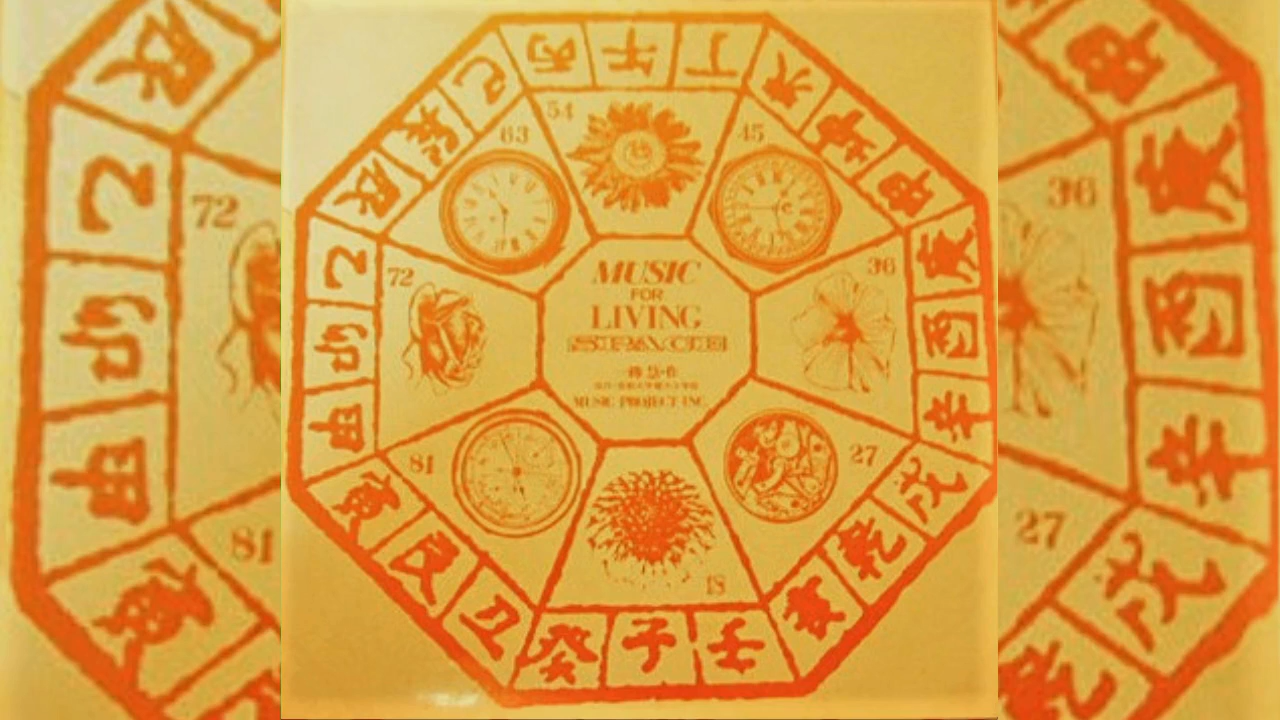 丙 午 丁
巳
巽
辰
54
63
45
未
坤
申
乙
卯
甲
72
36
酉
辛
MUSIC
FOR
LIVING
SPACE
MUSIC PROJECT INC.
81
27
18
寅
艮
丑
戌
乾
亥
癸 子 壬